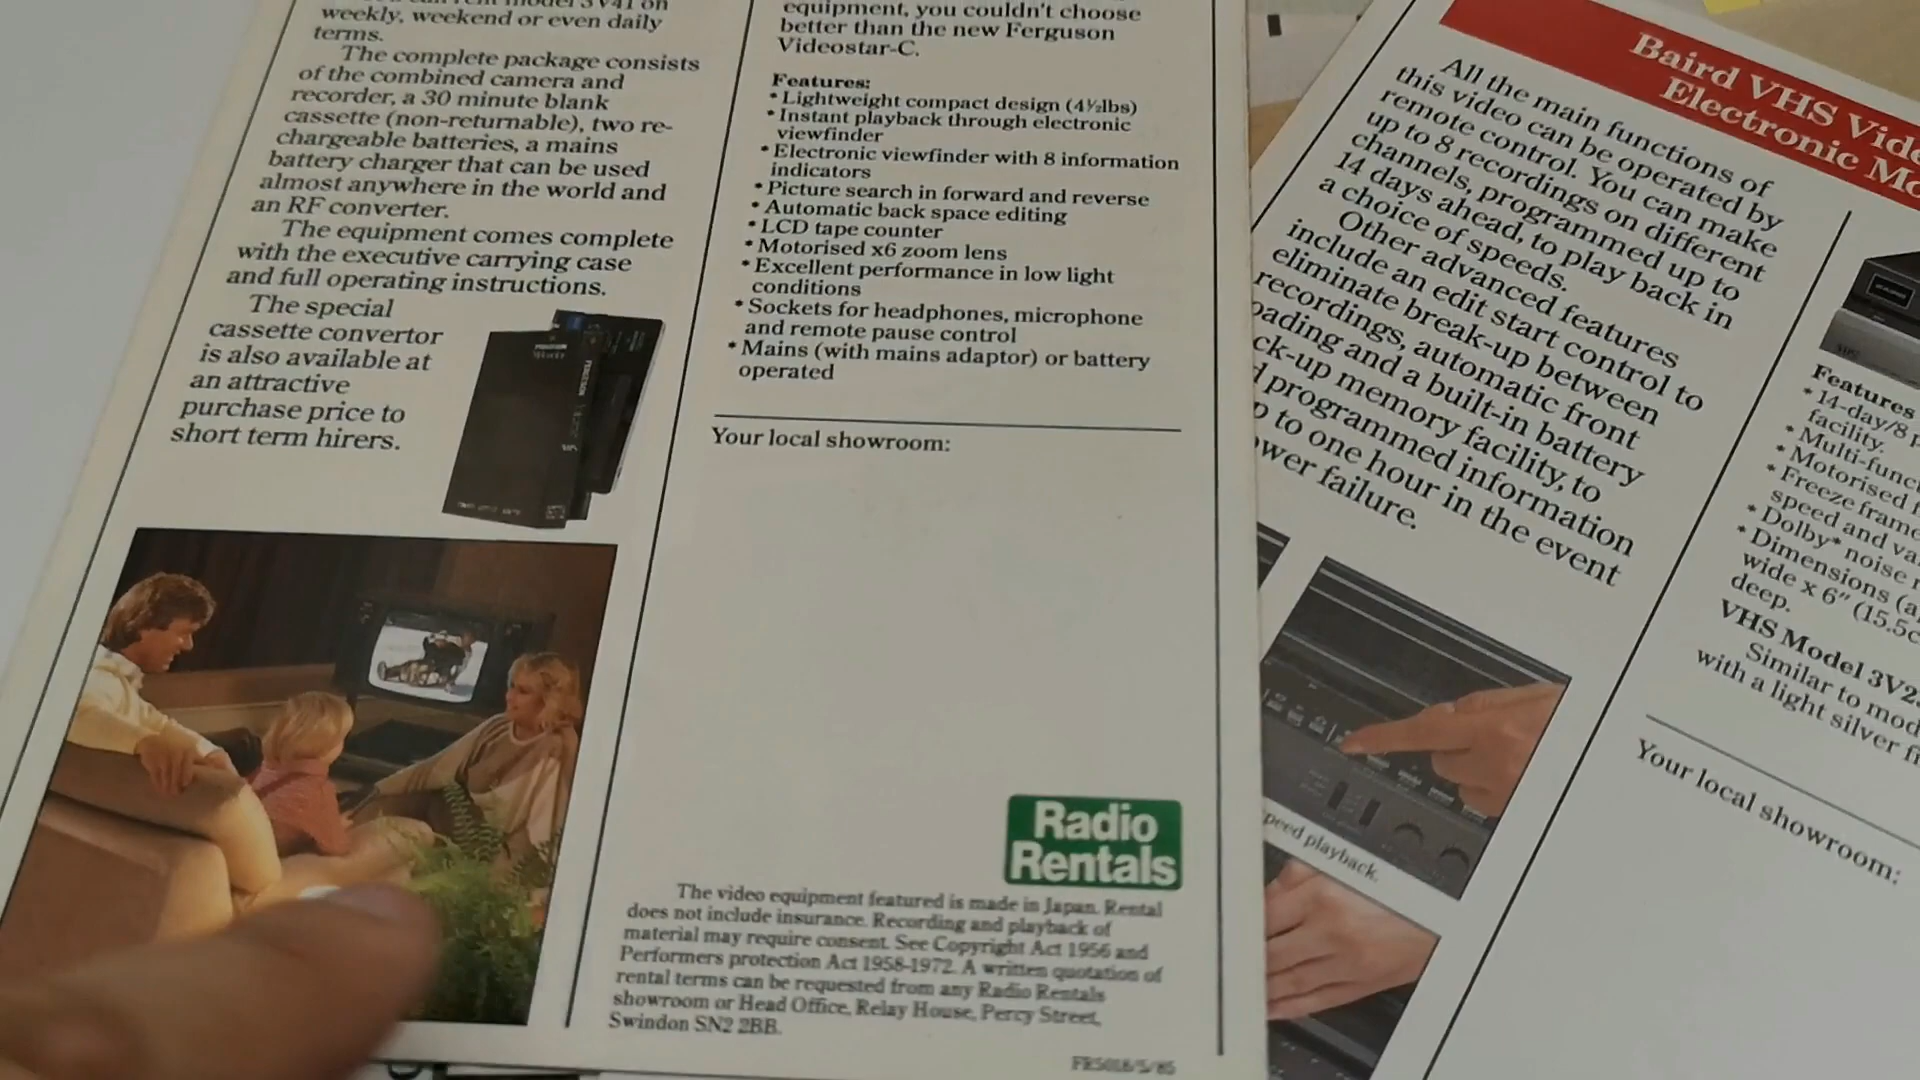 weekly, weekend or even daily
terms.
The complete package consists
of the combined camera and
recorder, a 30 minute blank
cassette (non-returnable), two re-
chargeable batteries, a mains
battery charger that can be used
almost anywhere in the world and
an RF converter.
The equipment comes complete
with the executive carrying case
and full operating instructions.
The special
cassette convertor
is also available at
an attractive
purchase price to
short term hirers.
equipment, you couldn't choose
better than the new Ferguson
Videostar-C.
Features:
* Lightweight compact design (4½lbs)
* Instant playback through electronic
viewfinder
* Electronic viewfinder with 8 information
indicators
* Picture search in forward and reverse
* Automatic back space editing
* LCD tape counter
* Motorised x6 zoom lens
* Excellent performance in low light
conditions
* Sockets for headphones, microphone
and remote pause control
* Mains (with mains adaptor) or battery
operated
Your local showroom:
Radio
Rentals
The video equipment featured is made in Japan. Rental
does not include insurance. Recording and playback of
material may require consent. See Copyright Act 1956 and
Performers protection Act 1958-1972. A written quotation of
rental terms can be requested from any Radio Rentals
showroom or Head Office, Relay House, Percy Street,
Swindon SN2 2BB.
Baird VHS
Electronic
All the main functions of
this video can be operated by
remote control. You can make
up to 8 recordings on different
channels, programmed up to
14 days ahead, to play back in
a choice of speeds.
Other advanced features
include an edit start control to
eliminate break-up between
recordings, automatic front
and a built-in battery
memory facility, to
programmed information
to one hour in the event
failure.
playback.
Features
* 14-day/8
facility.
* Motorised
* Freeze frame
speed and
* Dolby* noise
* Dimensions
wide x 6" (15.5c
deep.
VHS Model
Similar to
with a light silver
Your local showroom: